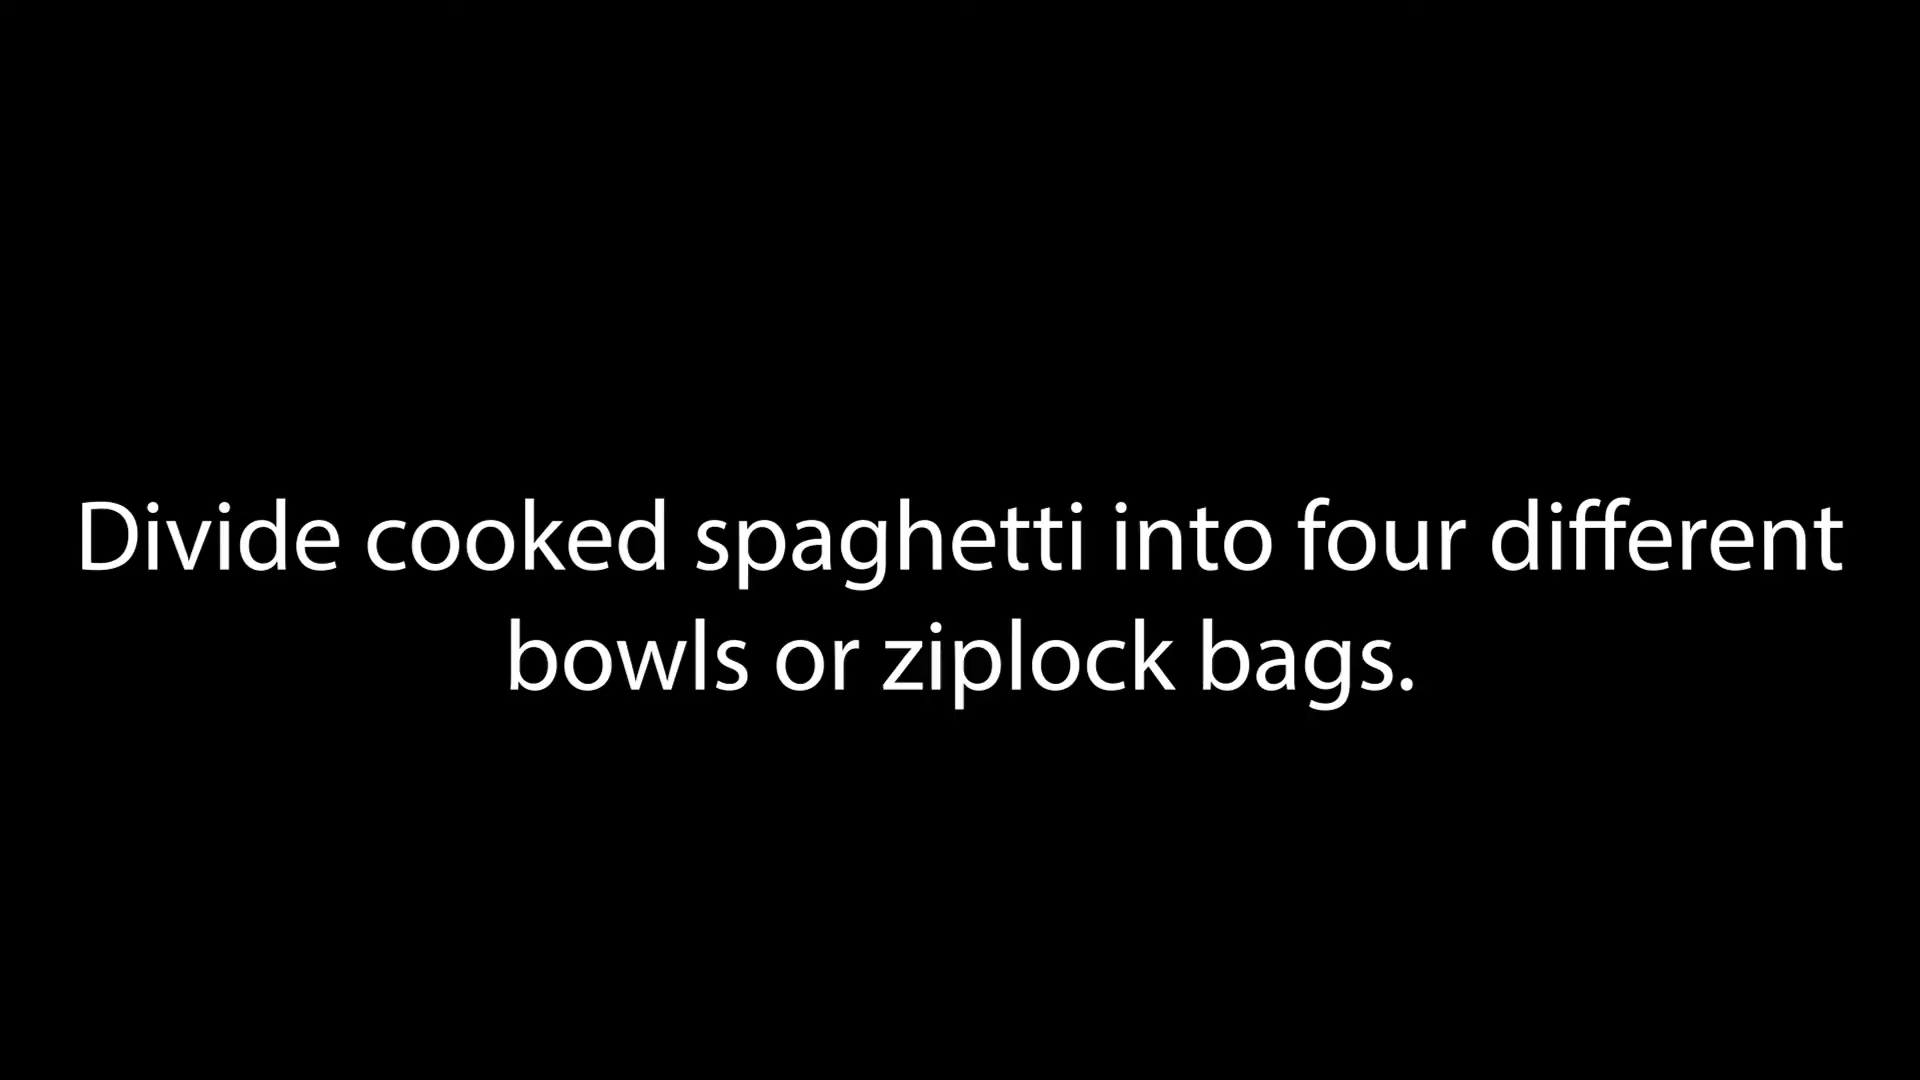 Divide cooked spaghetti into four different
bowls or ziplock bags.